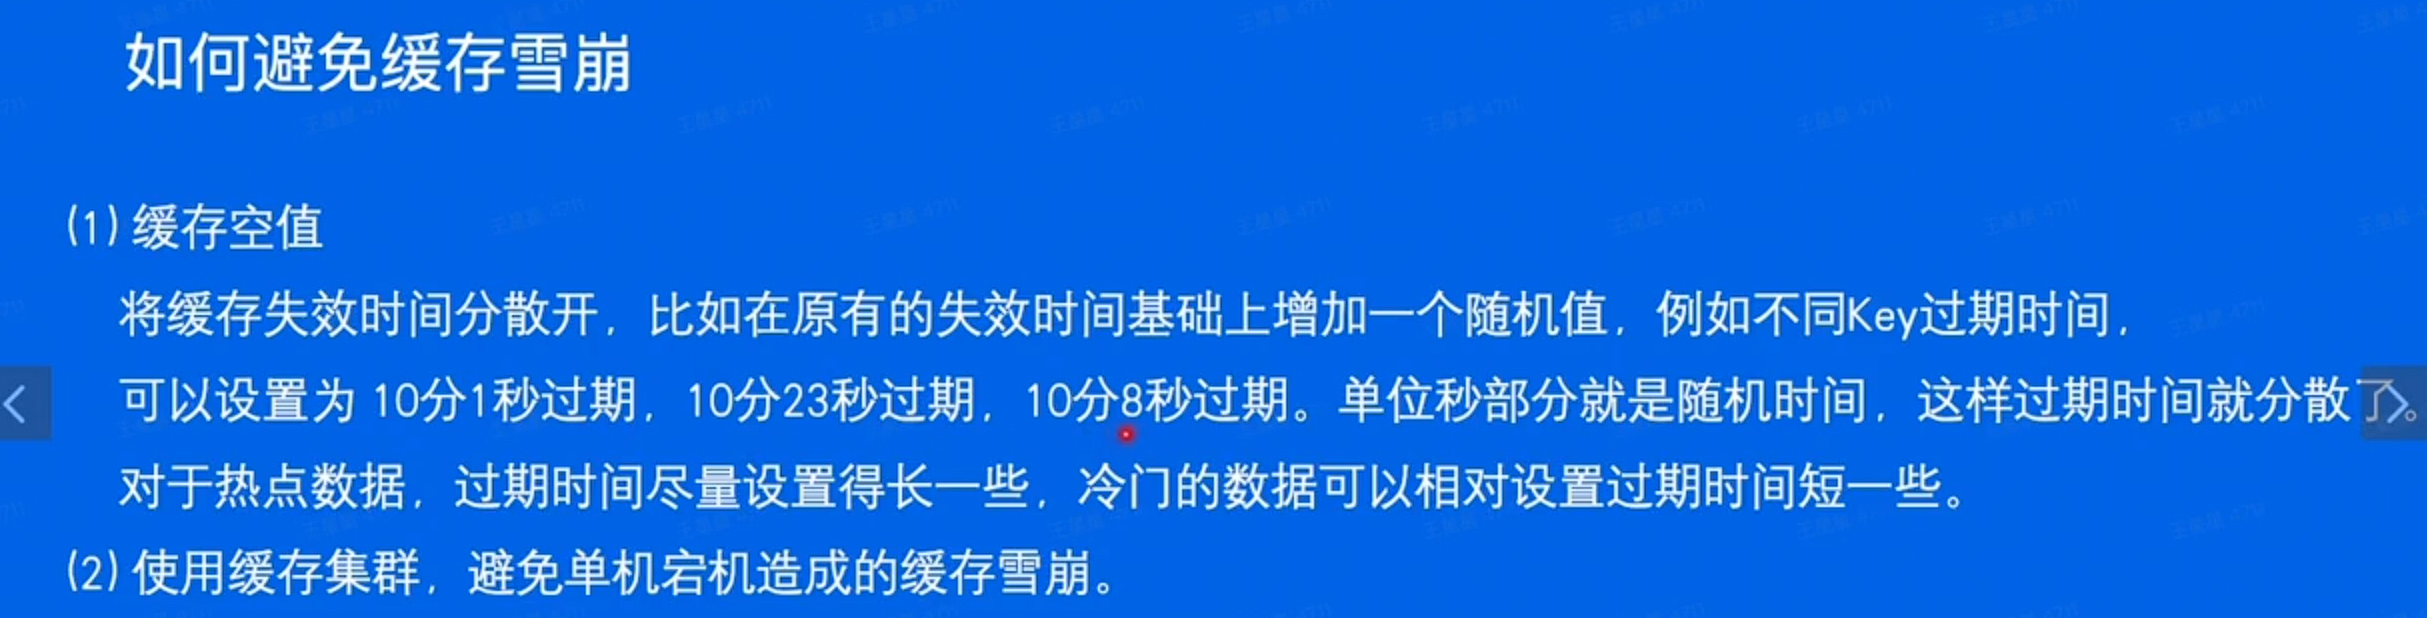 如何避免缓存雪崩
(1) 缓存空值
将缓存失效时间分散开，比如在原有的失效时间基础上增加一个随机值，例如不同Key过期时间，
可以设置为 10分1秒过期，10分23秒过期，10分8秒过期。单位秒部分就是随机时间，这样过期时间就分散了。
对于热点数据，过期时间尽量设置得长一些，冷门的数据可以相对设置过期时间短一些。
(2) 使用缓存集群，避免单机宕机造成的缓存雪崩。